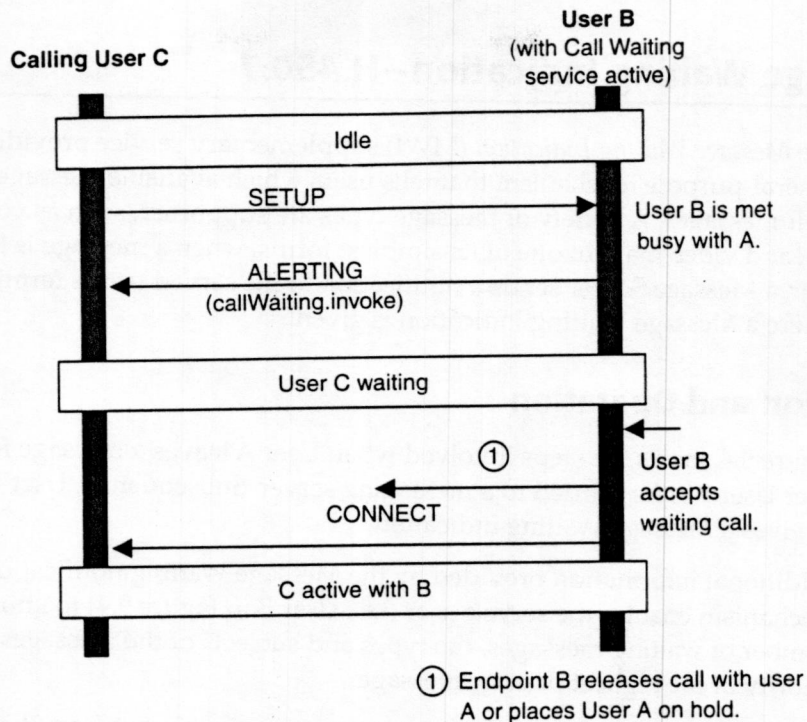 User B
(with Call Waiting
service active)
Calling User C
Idle
SETUP
User B is met
busy with A.
ALERTING
(callWaiting.invoke)
User C waiting
①
User B
accepts
waiting call.
CONNECT
C active with B
① Endpoint B releases call with user
A or places User A on hold.